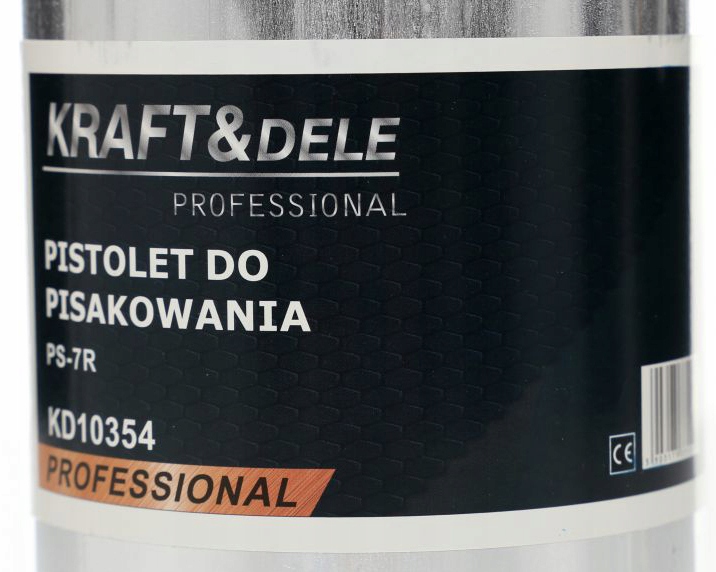 KRAFT&DELE
PROFESSIONAL
PISTOLET DO
PISAKOWANIA
PS-7R
KD10354
PROFESSIONAL
CE